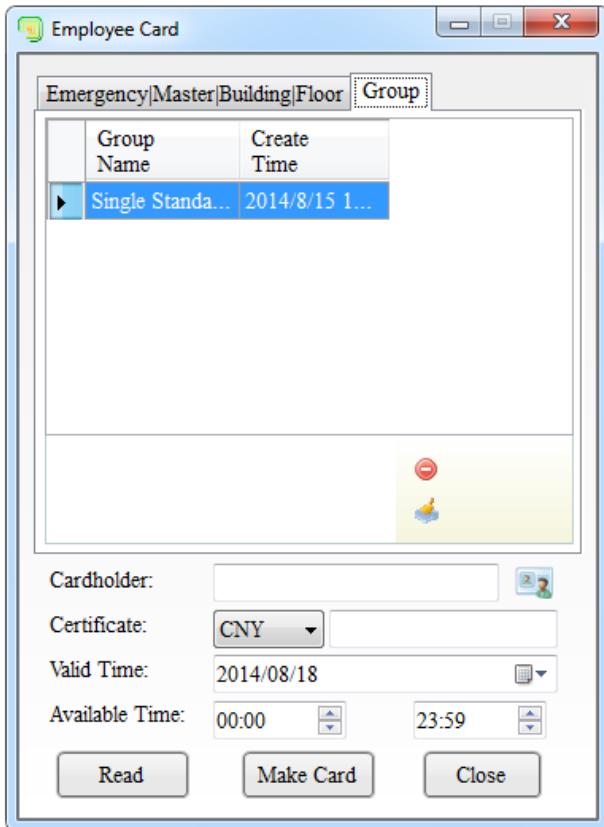 Employee Card
Emergency|Master|Building|Floor Group
Group Name Create Time
Single Standa... 2014/8/15 1...
Cardholder:
Certificate: CNY
Valid Time: 2014/08/18
Available Time: 00:00 23:59
Read Make Card Close